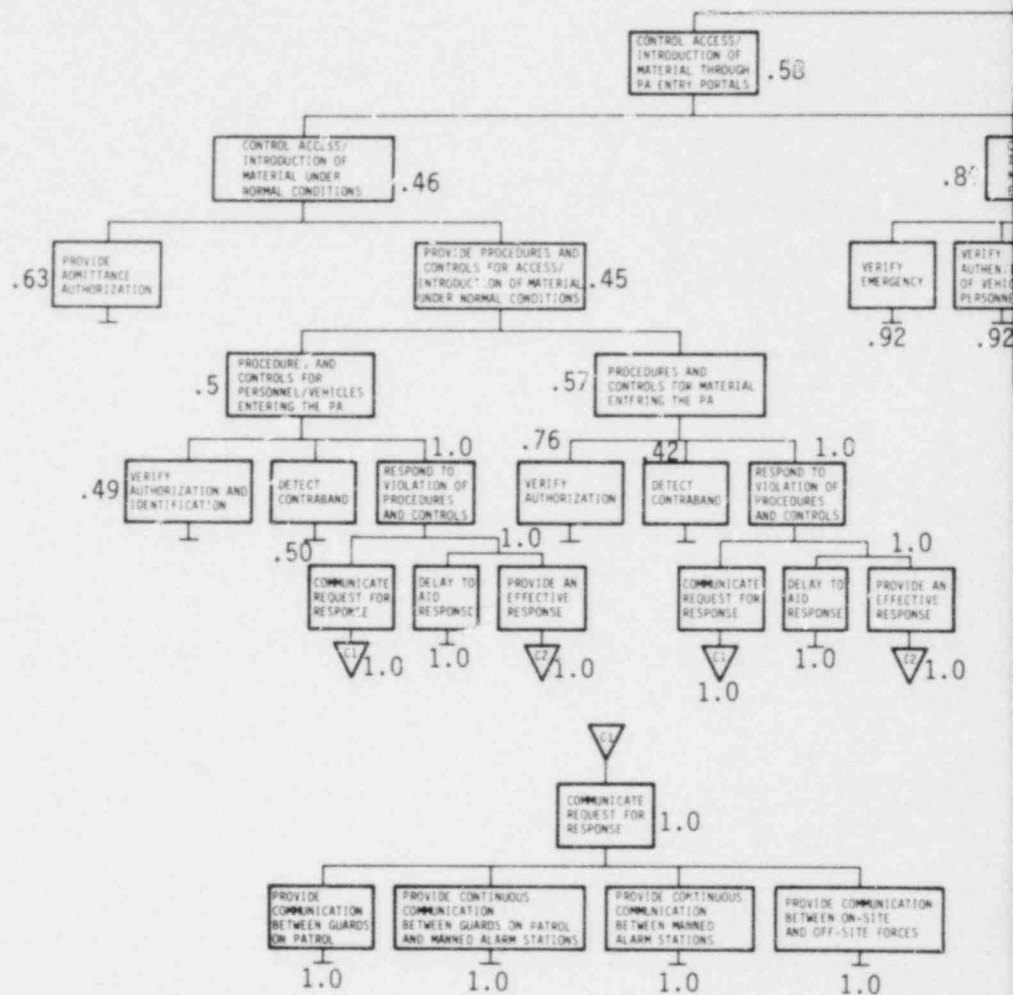 CONTROL ACCESS/
INTRODUCTION OF
MATERIAL THROUGH
PA ENTRY PORTALS
.58
CONTROL ACCESS/
INTRODUCTION OF
MATERIAL UNDER
NORMAL CONDITIONS
.46
.8
.63
PROVIDE
ADMITTANCE
AUTHORIZATION
PROVIDE PROCEDURES AND
CONTROLS FOR ACCESS/
INTRODUCTION OF MATERIAL
UNDER NORMAL CONDITIONS
.45
VERIFY
EMERGENCY
.92
VERIFY
AUTHEN
OF VEHIC
PERSONNE
.92
.5
PROCEDURE, AND
CONTROLS FOR
PERSONNEL/VEHICLES
ENTERING THE PA
.57
PROCEDURES AND
CONTROLS FOR MATERIAL
ENTERING THE PA
.49
VERIFY
AUTHORIZATION AND
IDENTIFICATION
DETECT
CONTRABAND
.50
1.0
RESPOND TO
VIOLATION OF
PROCEDURES
AND CONTROLS
.76
VERIFY
AUTHORIZATION
.42
DETECT
CONTRABAND
1.0
RESPOND TO
VIOLATION OF
PROCEDURES
AND CONTROLS
COMMUNICATE
REQUEST FOR
RESPONSE
C1
1.0
DELAY TO
AID
RESPONSE
1.0
1.0
PROVIDE AN
EFFECTIVE
RESPONSE
C2
1.0
COMMUNICATE
REQUEST FOR
RESPONSE
C1
1.0
DELAY TO
AID
RESPONSE
1.0
1.0
PROVIDE AN
EFFECTIVE
RESPONSE
C2
1.0
C1
COMMUNICATE
REQUEST FOR
RESPONSE
1.0
PROVIDE
COMMUNICATION
BETWEEN GUARDS
ON PATROL
1.0
PROVIDE CONTINUOUS
COMMUNICATION
BETWEEN GUARDS ON PATROL
AND MANNED ALARM STATIONS
1.0
PROVIDE CONTINUOUS
COMMUNICATION
BETWEEN MANNED
ALARM STATIONS
1.0
PROVIDE COMMUNICATION
BETWEEN ON-SITE
AND OFF-SITE FORCES
1.0